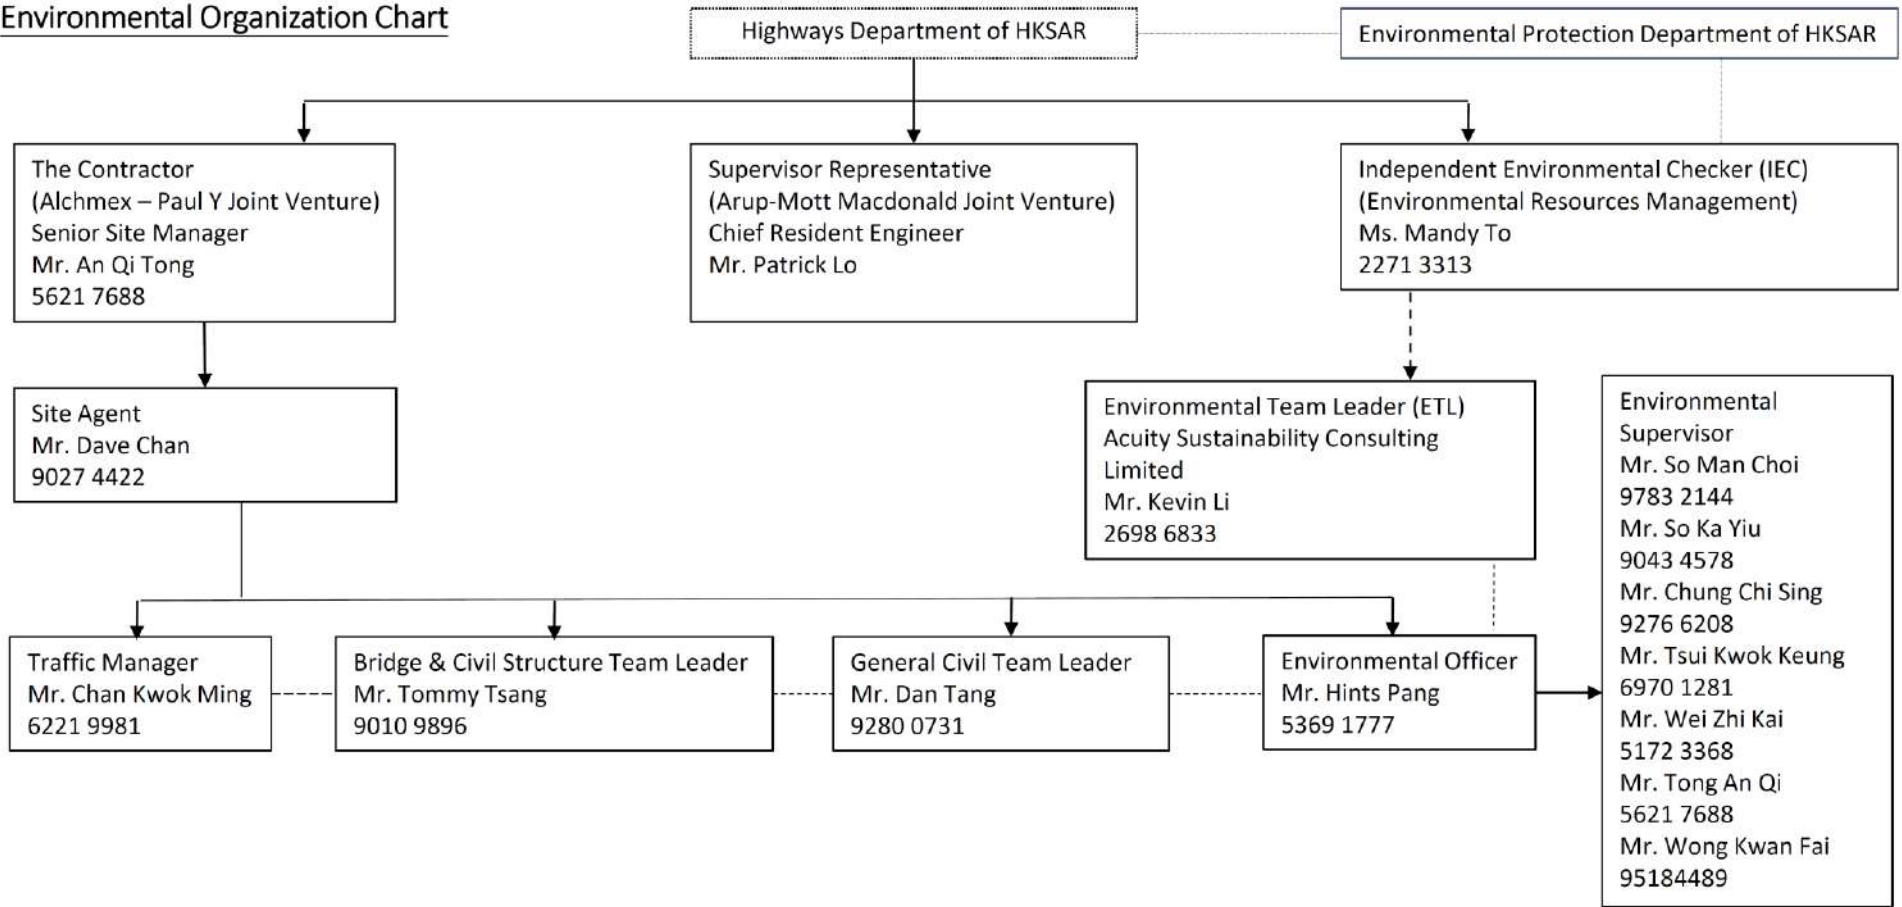 Environmental Organization Chart
Highways Department of HKSAR
Environmental Protection Department of HKSAR
The Contractor
(Alchmex – Paul Y Joint Venture)
Senior Site Manager
Mr. An Qi Tong
5621 7688
Supervisor Representative
(Arup-Mott Macdonald Joint Venture)
Chief Resident Engineer
Mr. Patrick Lo
Independent Environmental Checker (IEC)
(Environmental Resources Management)
Ms. Mandy To
2271 3313
Site Agent
Mr. Dave Chan
9027 4422
Environmental Team Leader (ETL)
Acuity Sustainability Consulting
Limited
Mr. Kevin Li
2698 6833
Traffic Manager
Mr. Chan Kwok Ming
6221 9981
Bridge & Civil Structure Team Leader
Mr. Tommy Tsang
9010 9896
General Civil Team Leader
Mr. Dan Tang
9280 0731
Environmental Officer
Mr. Hints Pang
5369 1777
Environmental
Supervisor
Mr. So Man Choi
9783 2144
Mr. So Ka Yiu
9043 4578
Mr. Chung Chi Sing
9276 6208
Mr. Tsui Kwok Keung
6970 1281
Mr. Wei Zhi Kai
5172 3368
Mr. Tong An Qi
5621 7688
Mr. Wong Kwan Fai
95184489